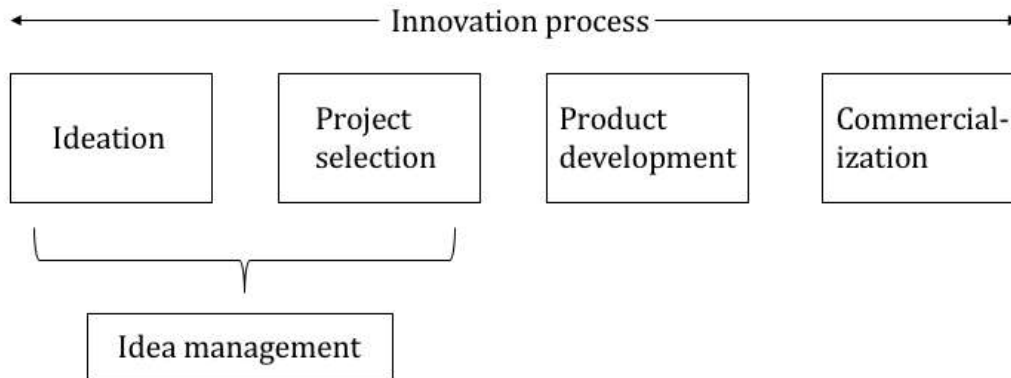 Innovation process
Ideation
Project
selection
Product
development
Commercial-
ization
Idea management